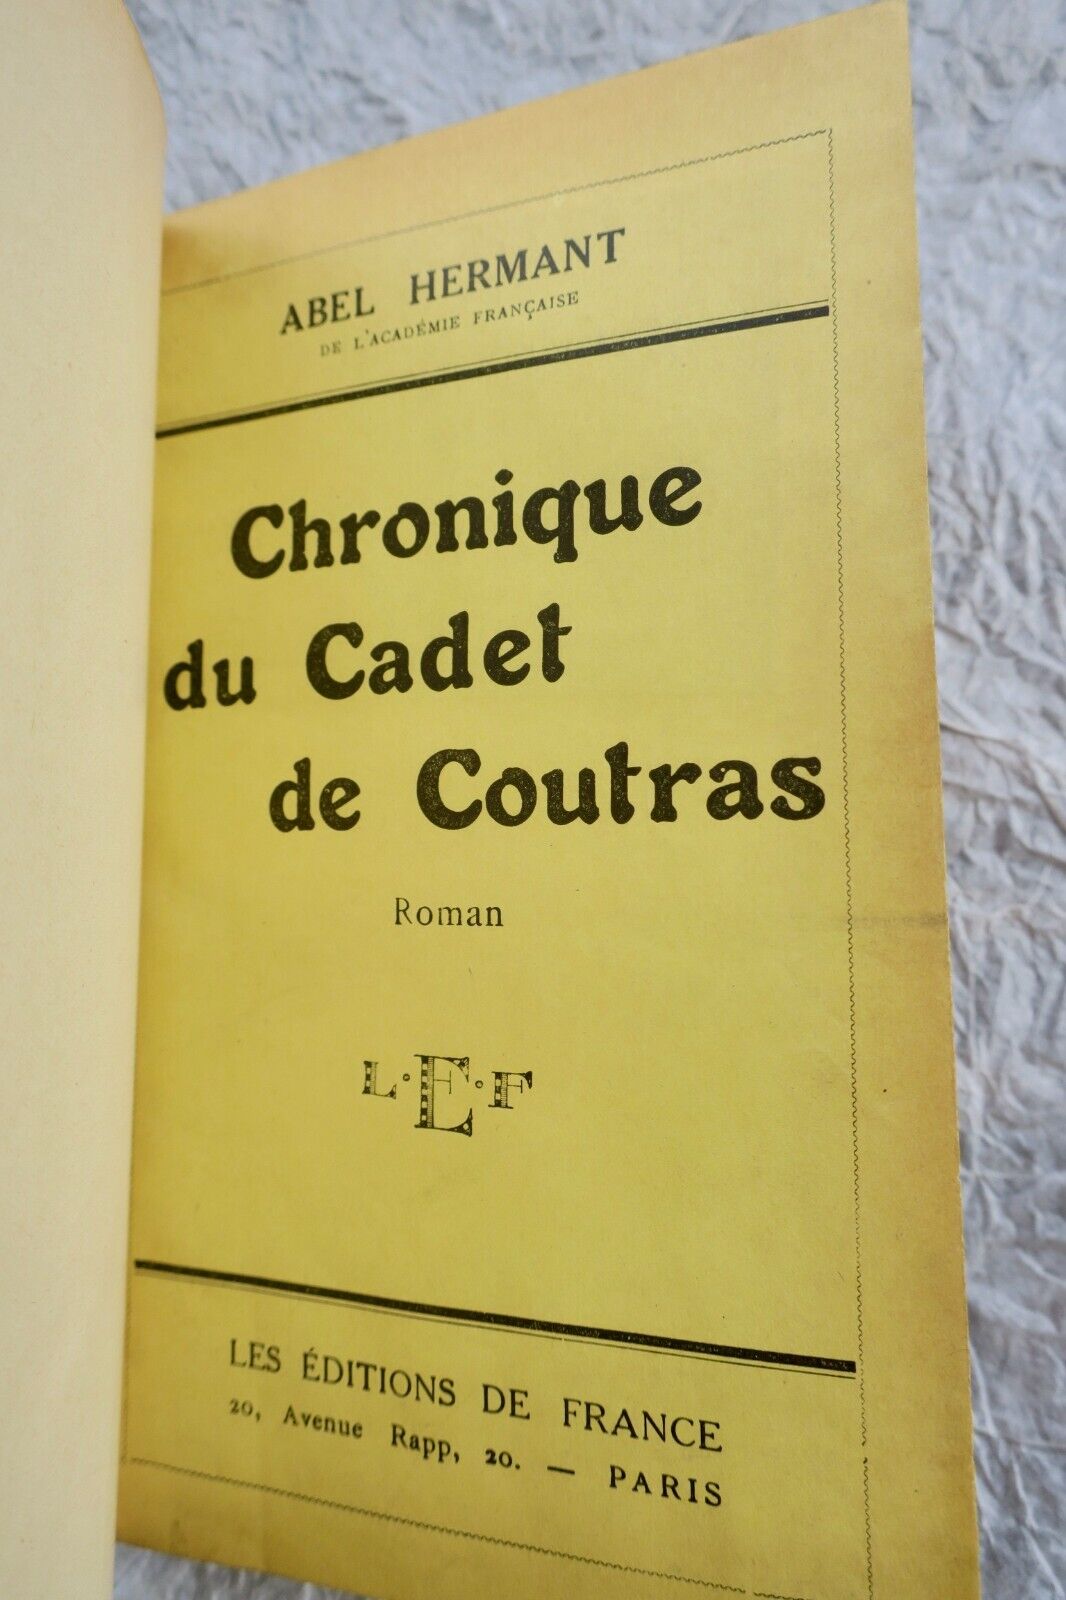 ABEL HERMANT
DE L'ACADÉMIE FRANÇAISE
Chronique
du Cadet
de Coutras
Roman
L·E·F
LES ÉDITIONS DE FRANCE
20, Avenue Rapp, 20. — PARIS